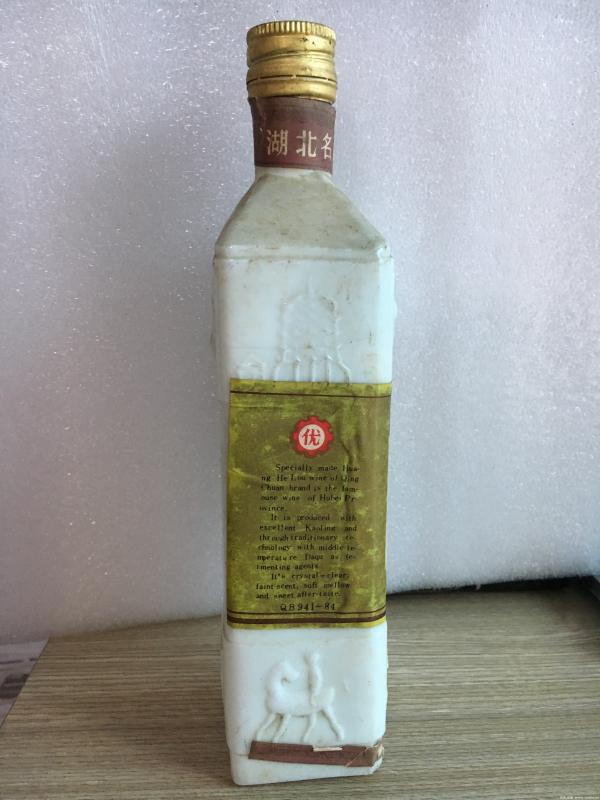 湖北名
优
Specially made Hua-
ng He Lou wine of Qing
Chuan brand is the fam-
ouse wine of Hubei Pr-
ovince.
It is produced with
excellent Kaoling and
through traditionary te-
chnology with middle te-
mperature Daqu as fe-
rmenting agents.
It's crystal-clear,
faint scent, soft mellow
and sweet after-taste.
QB941-84